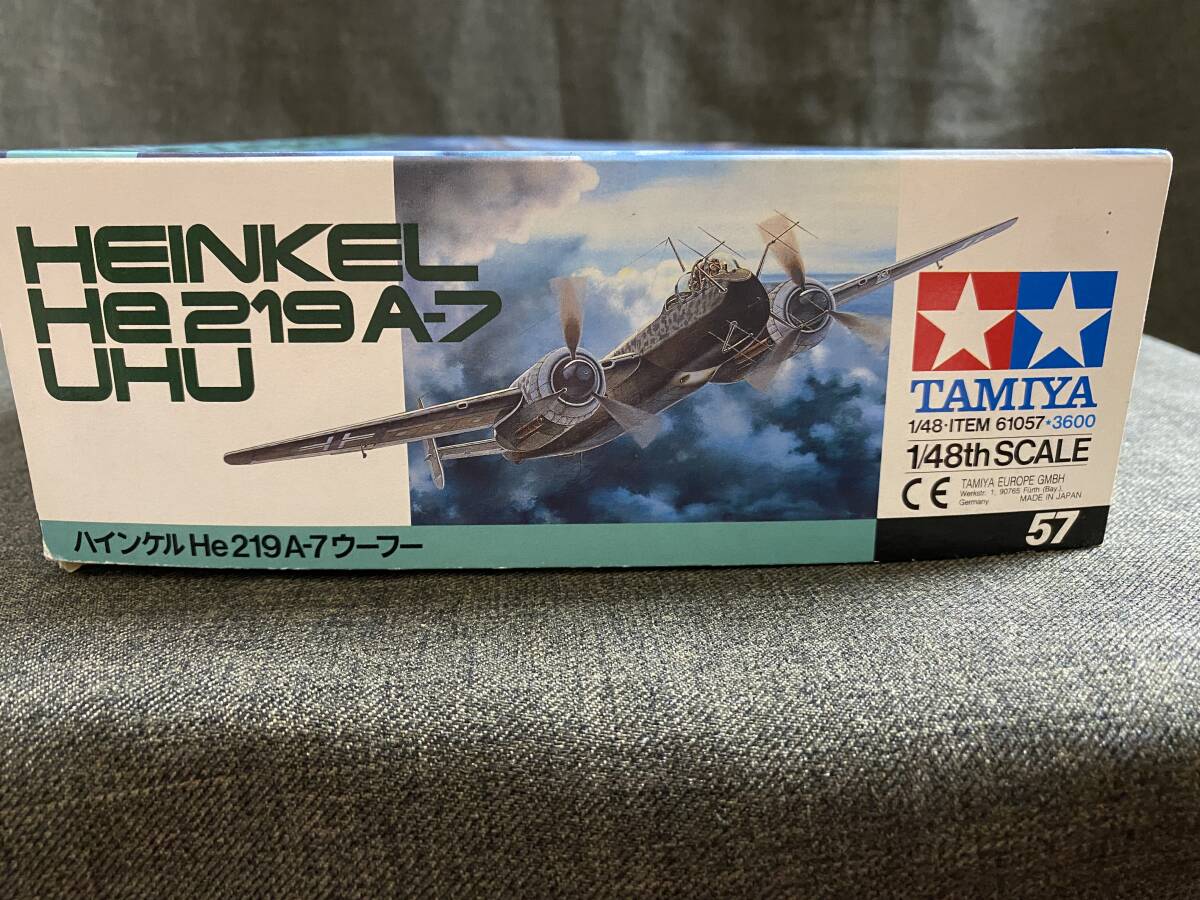 HEINKEL
He 219 A-7
UHU
TAMIYA
1/48・ITEM 61057★3600
1/48th SCALE
CE
TAMIYA EUROPE GMBH
Werkstr. 1, 90765 Fürth (Bay.),
Germany. MADE IN JAPAN
57
ハインケル He219 A-7 ウーフー